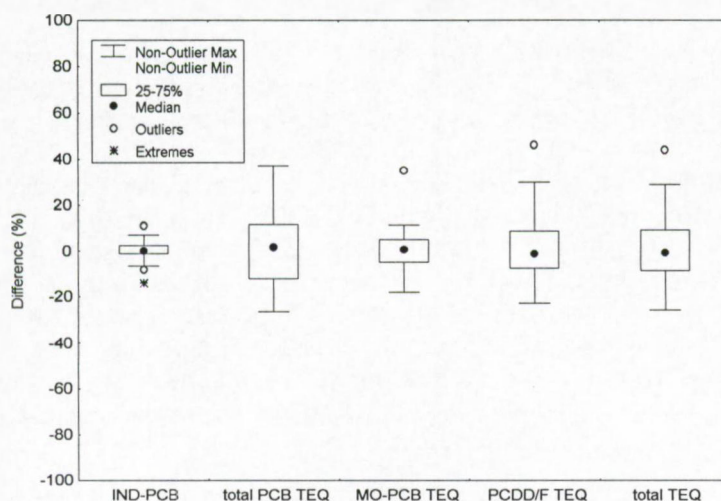 100
80
60
40
20
0
-20
-40
-60
-80
-100
Difference (%)
Non-Outlier Max
Non-Outlier Min
25-75%
Median
Outliers
Extremes
IND-PCB
total PCB TEQ
MO-PCB TEQ
PCDD/F TEQ
total TEQ